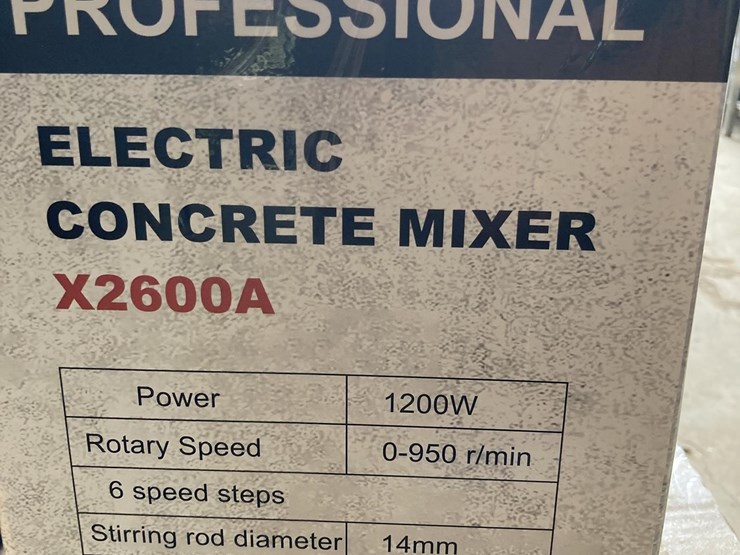 PROFESSIONAL
ELECTRIC
CONCRETE MIXER
X2600A
Power 1200W
Rotary Speed 0-950 r/min
6 speed steps
Stirring rod diameter 14mm